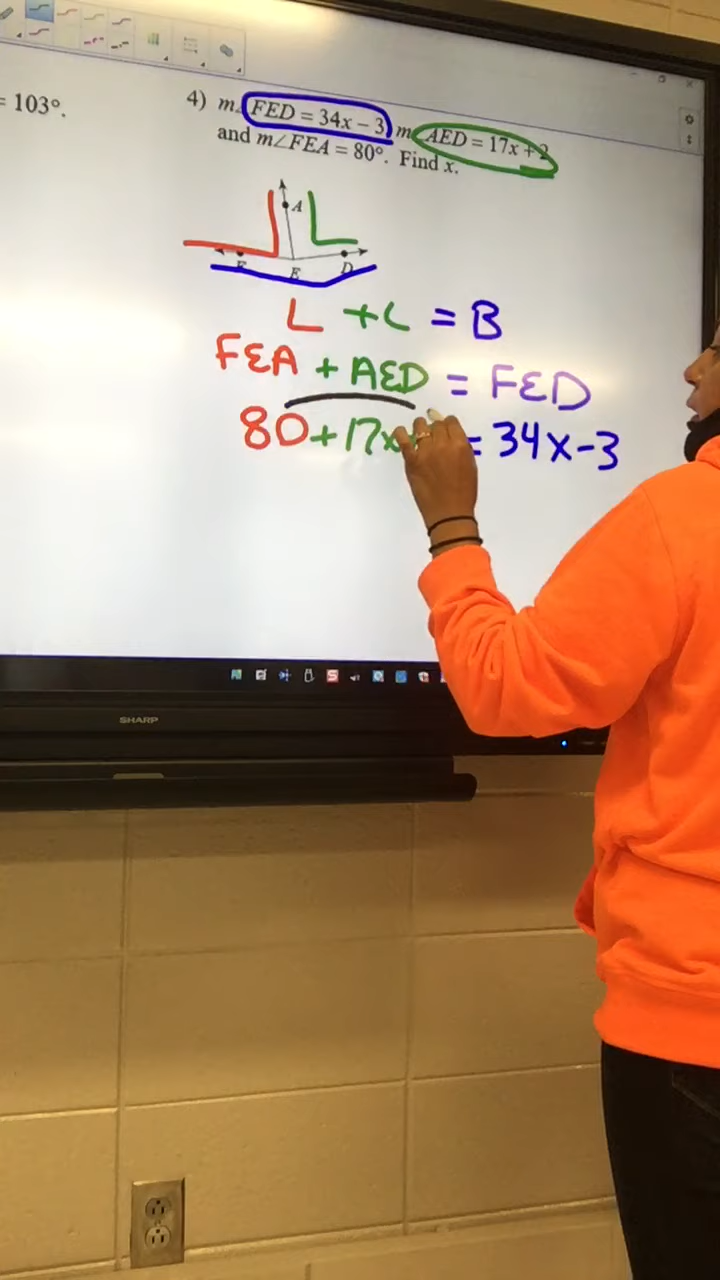 = 103°.
4) m∠FED = 34x − 3, m∠AED = 17x + 2
and m∠FEA = 80°. Find x.
A
F E D
L + L = B
FEA + AED = FED
80 + 17x = 34x - 3
SHARP